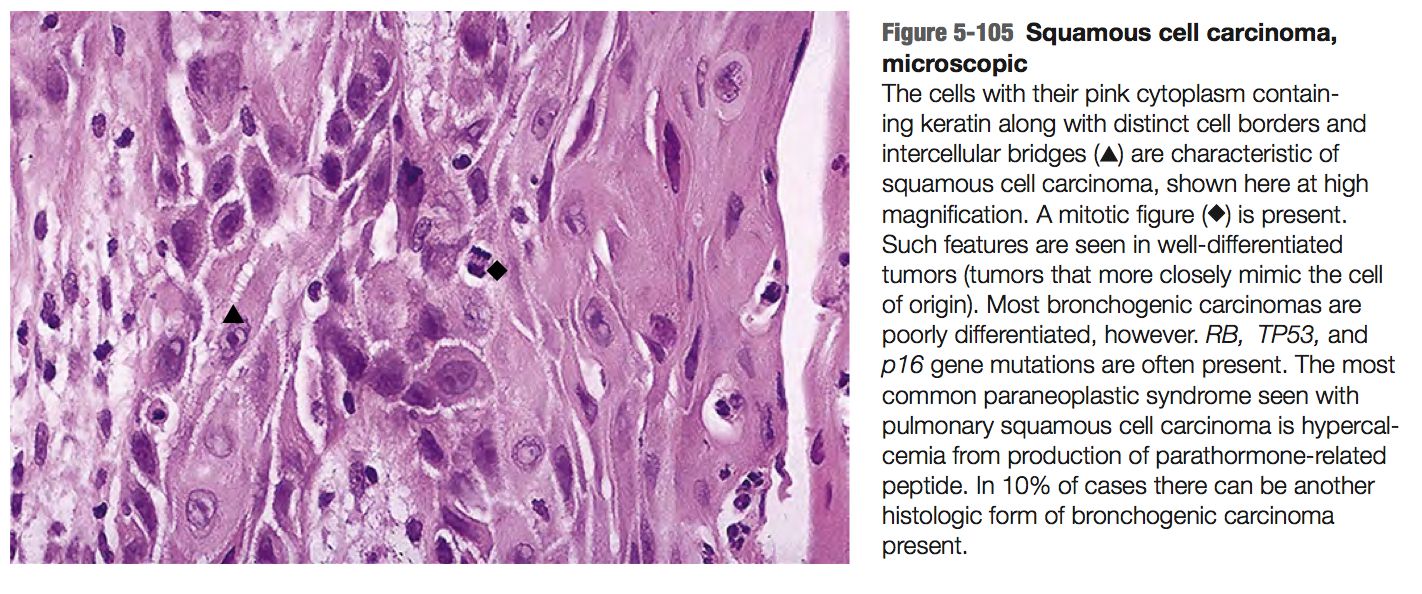 Figure 5-105 Squamous cell carcinoma,
microscopic
The cells with their pink cytoplasm contain-
ing keratin along with distinct cell borders and
intercellular bridges (▲) are characteristic of
squamous cell carcinoma, shown here at high
magnification. A mitotic figure (◆) is present.
Such features are seen in well-differentiated
tumors (tumors that more closely mimic the cell
of origin). Most bronchogenic carcinomas are
poorly differentiated, however. RB, TP53, and
p16 gene mutations are often present. The most
common paraneoplastic syndrome seen with
pulmonary squamous cell carcinoma is hypercal-
cemia from production of parathormone-related
peptide. In 10% of cases there can be another
histologic form of bronchogenic carcinoma
present.